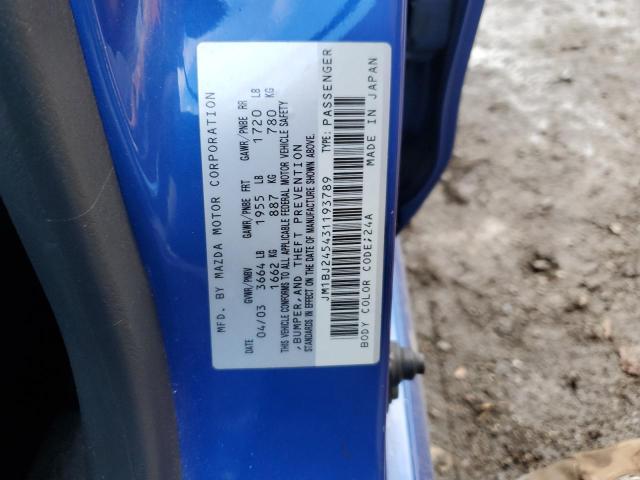 MFD. BY MAZDA MOTOR CORPORATION
DATE GVWR/PNBV GAWR/PNBE FRT GAWR/PNBE RR
04/03 3664 LB 1955 LB 1720 LB
1662 KG 887 KG 780 KG
THIS VEHICLE CONFORMS TO ALL APPLICABLE FEDERAL MOTOR VEHICLE SAFETY
,BUMPER,AND THEFT PREVENTION
STANDARDS IN EFFECT ON THE DATE OF MANUFACTURE SHOWN ABOVE.
JM1BJ245431193789 TYPE: PASSENGER
BODY COLOR CODE;24A MADE IN JAPAN